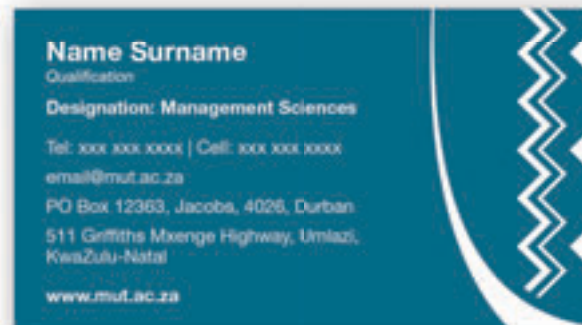 Name Surname
Qualification
Designation: Management Sciences
Tel: xxx xxx xxxx | Cell: xxx xxx xxxx
email@mut.ac.za
PO Box 12363, Jacobs, 4026, Durban
511 Griffiths Mxenge Highway, Umlazi,
KwaZulu-Natal
www.mut.ac.za